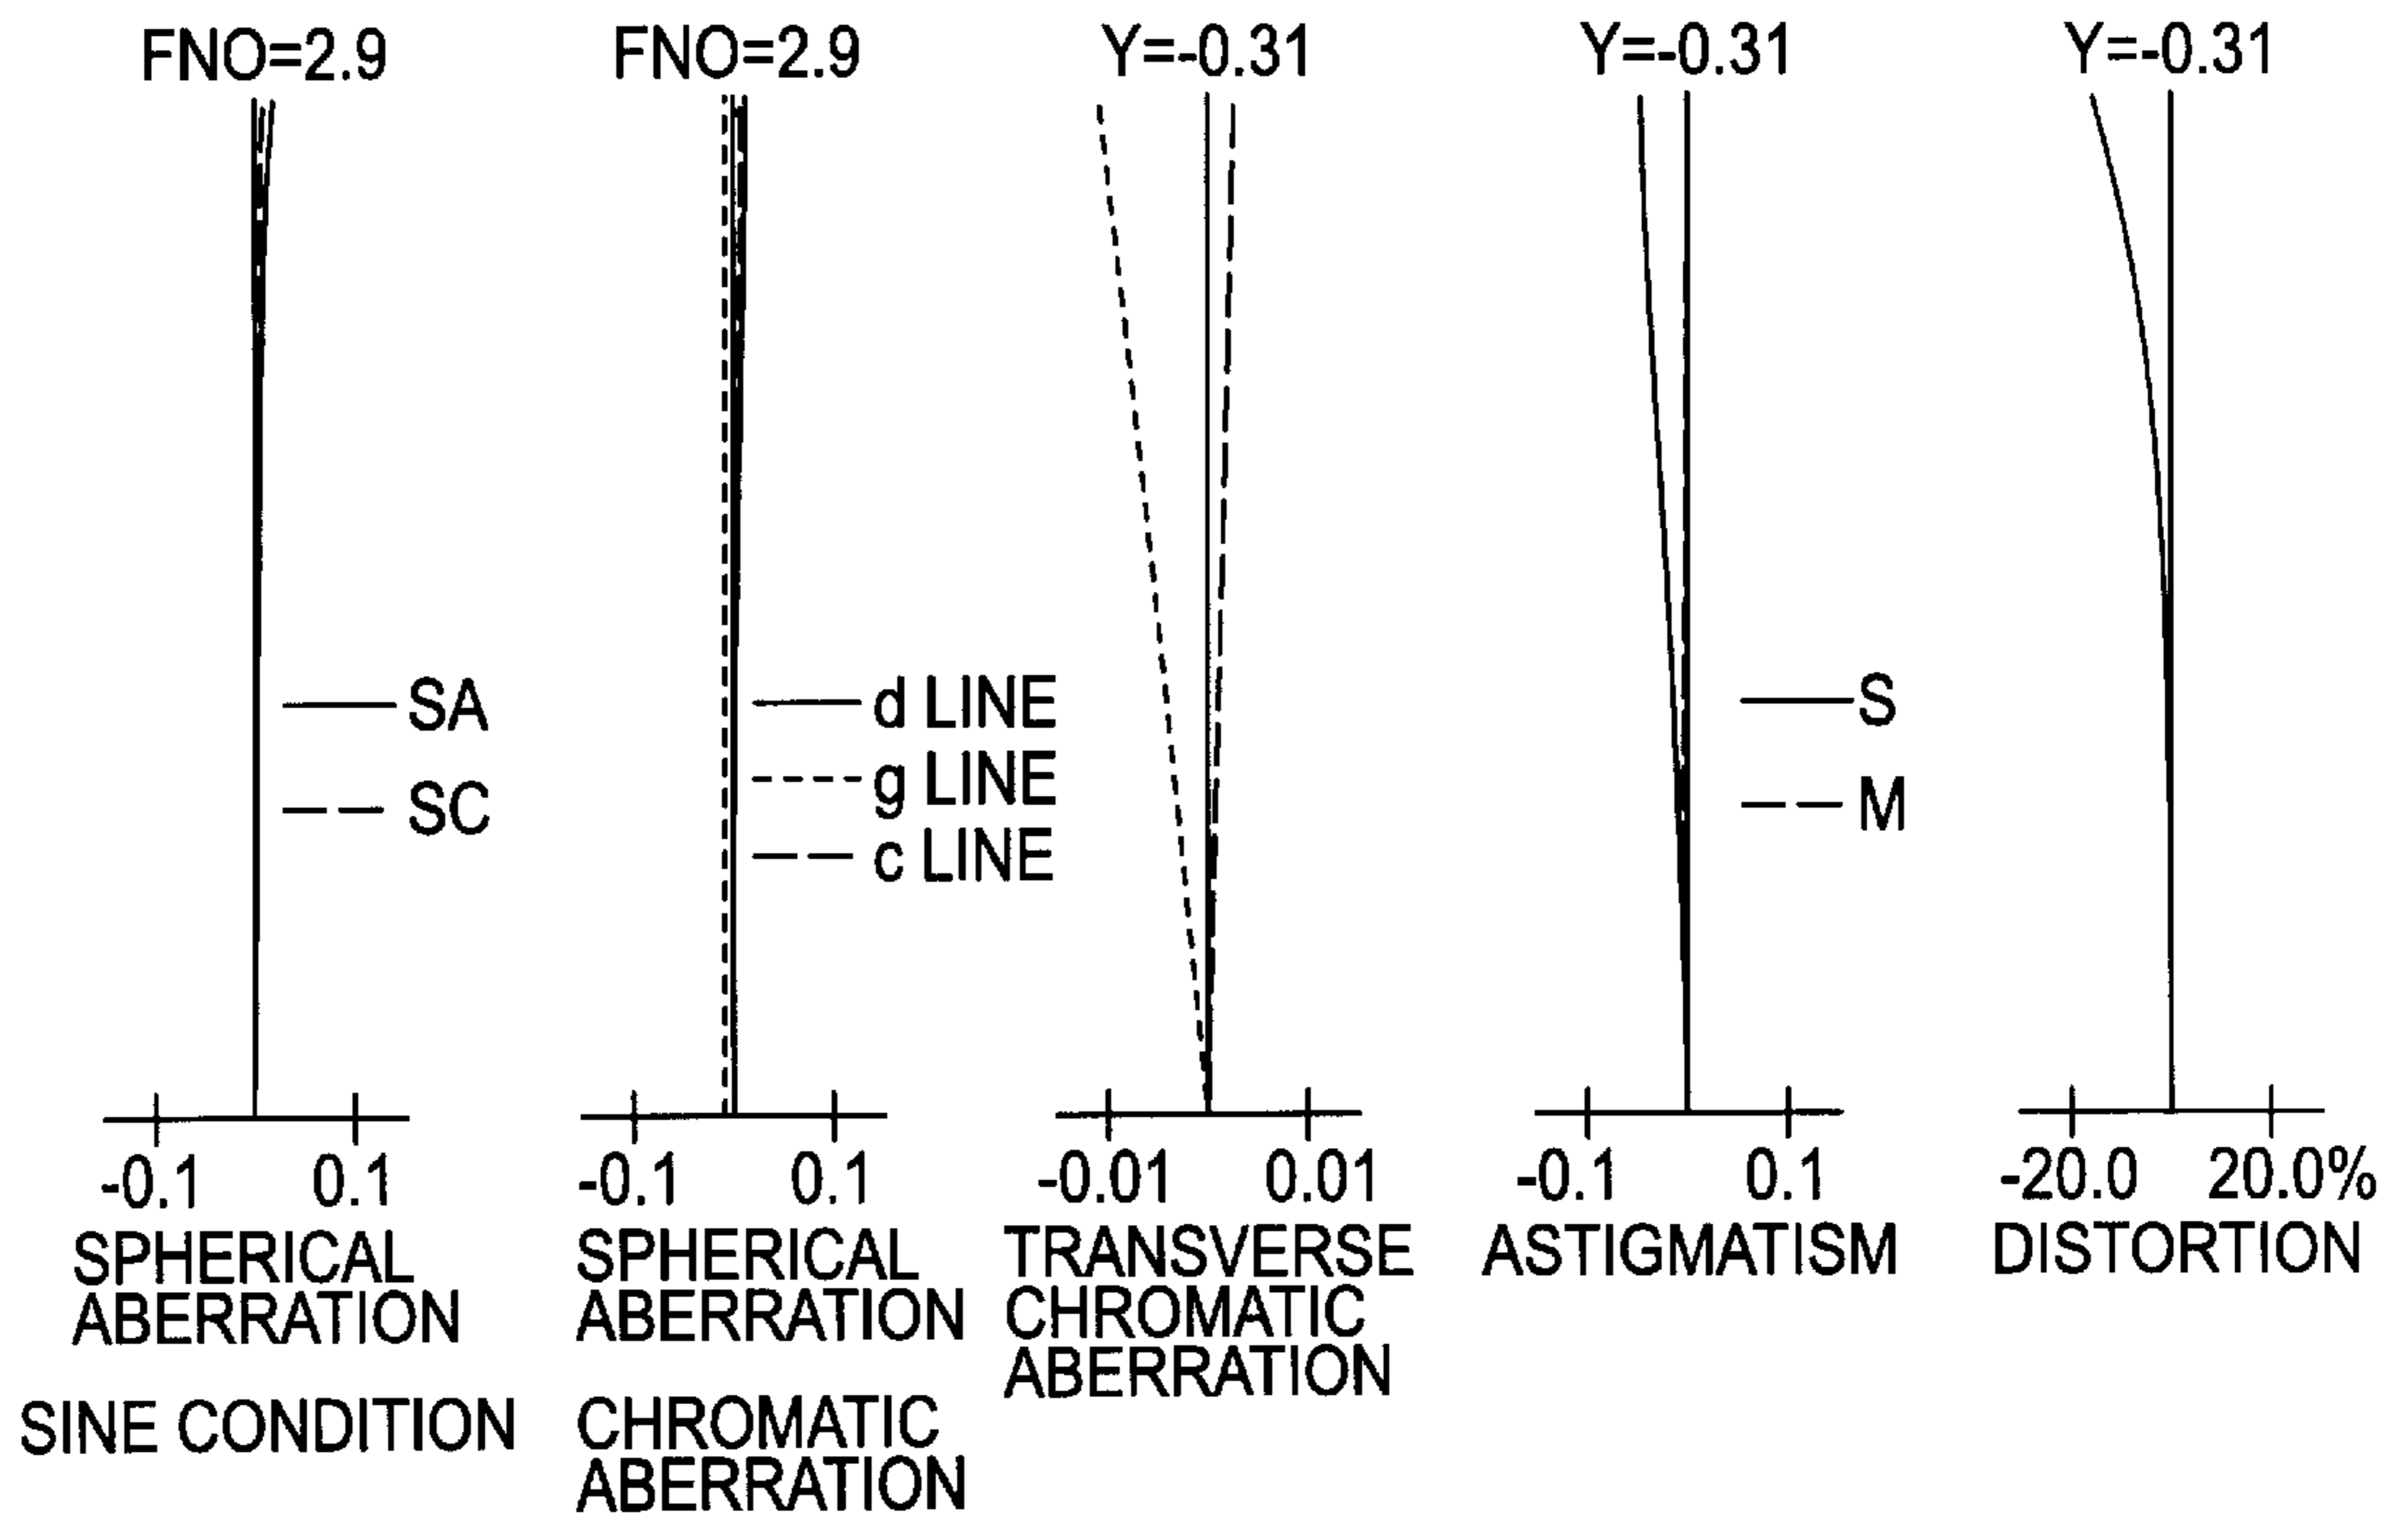 FNO=2.9
FNO=2.9
Y=-0.31
Y=-0.31
Y=-0.31
SA
SC
d LINE
g LINE
c LINE
S
M
-0.1 0.1
-0.1 0.1
-0.01 0.01
-0.1 0.1
-20.0 20.0%
SPHERICAL
ABERRATION
SINE CONDITION
SPHERICAL
ABERRATION
CHROMATIC
ABERRATION
TRANSVERSE
CHROMATIC
ABERRATION
ASTIGMATISM
DISTORTION